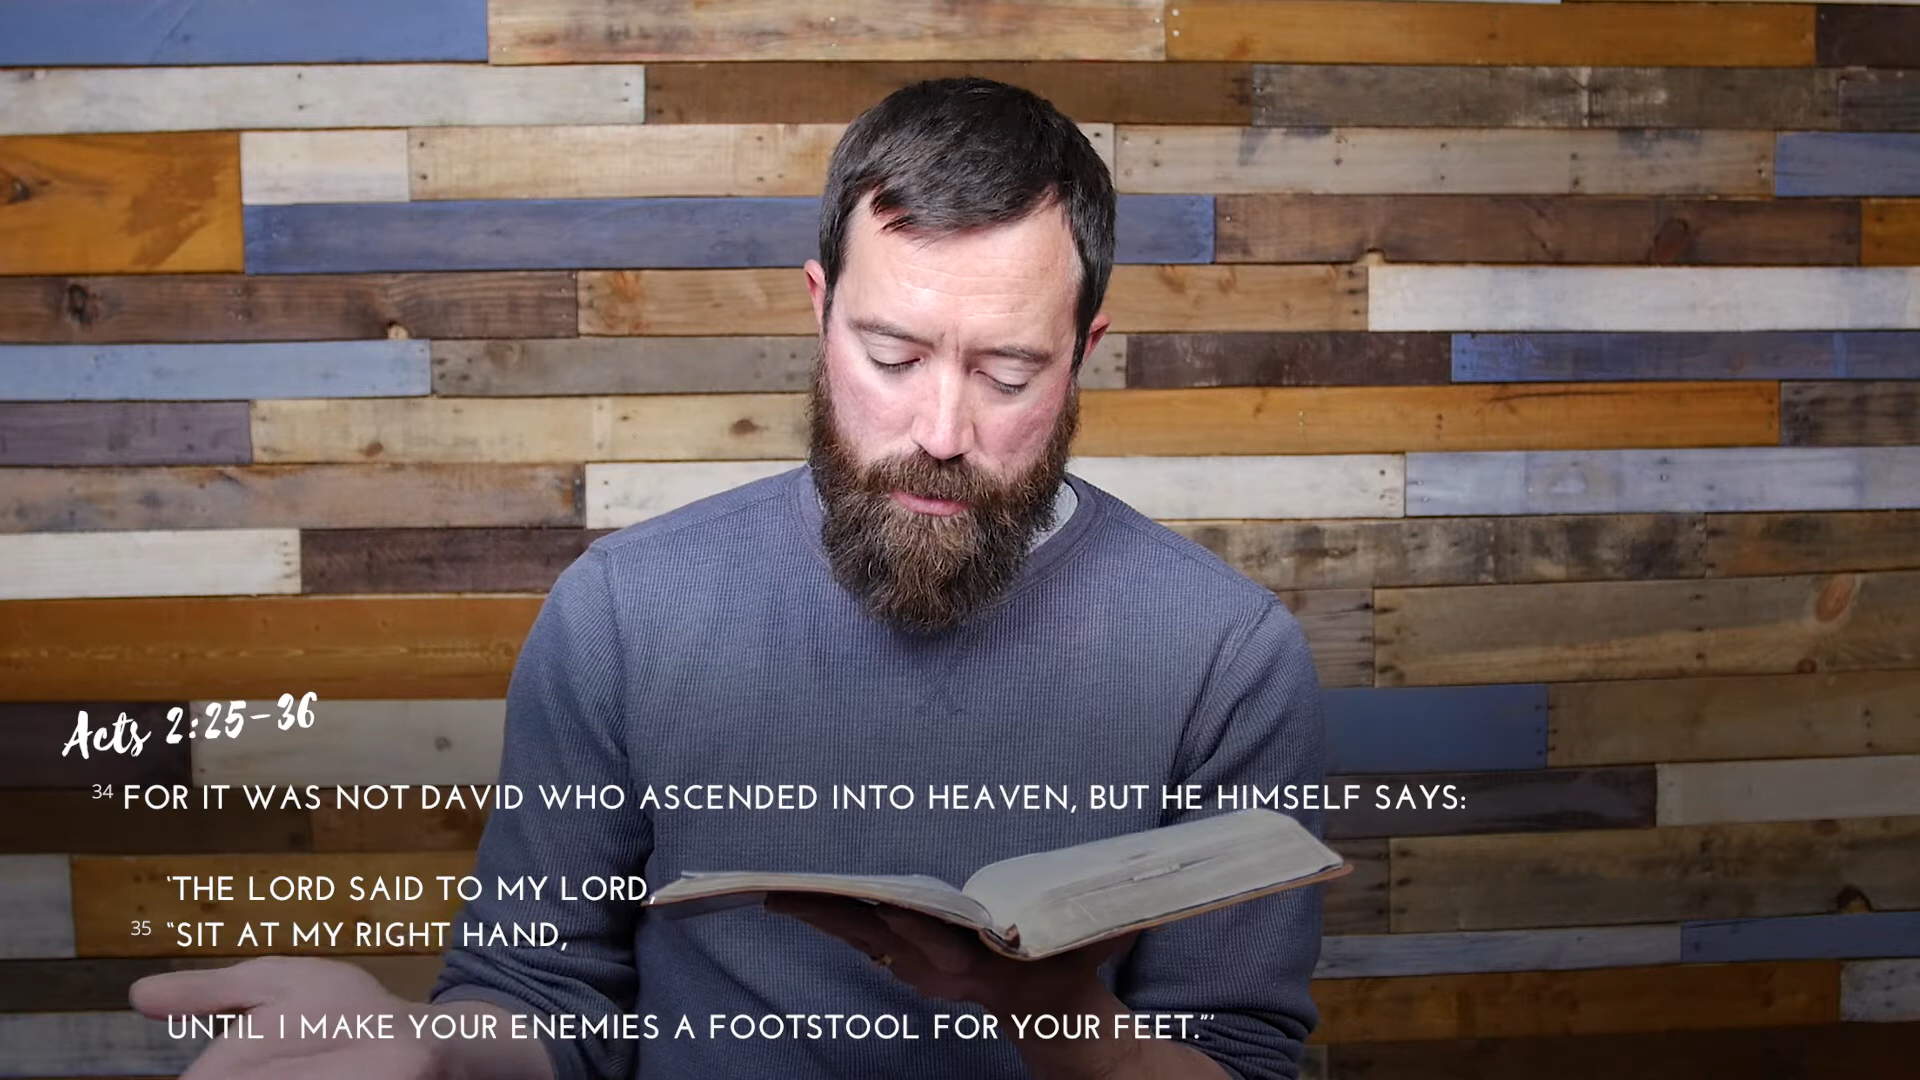 Acts 2:25-36
34 FOR IT WAS NOT DAVID WHO ASCENDED INTO HEAVEN, BUT HE HIMSELF SAYS:
‘THE LORD SAID TO MY LORD,
35 “SIT AT MY RIGHT HAND,
UNTIL I MAKE YOUR ENEMIES A FOOTSTOOL FOR YOUR FEET.”’